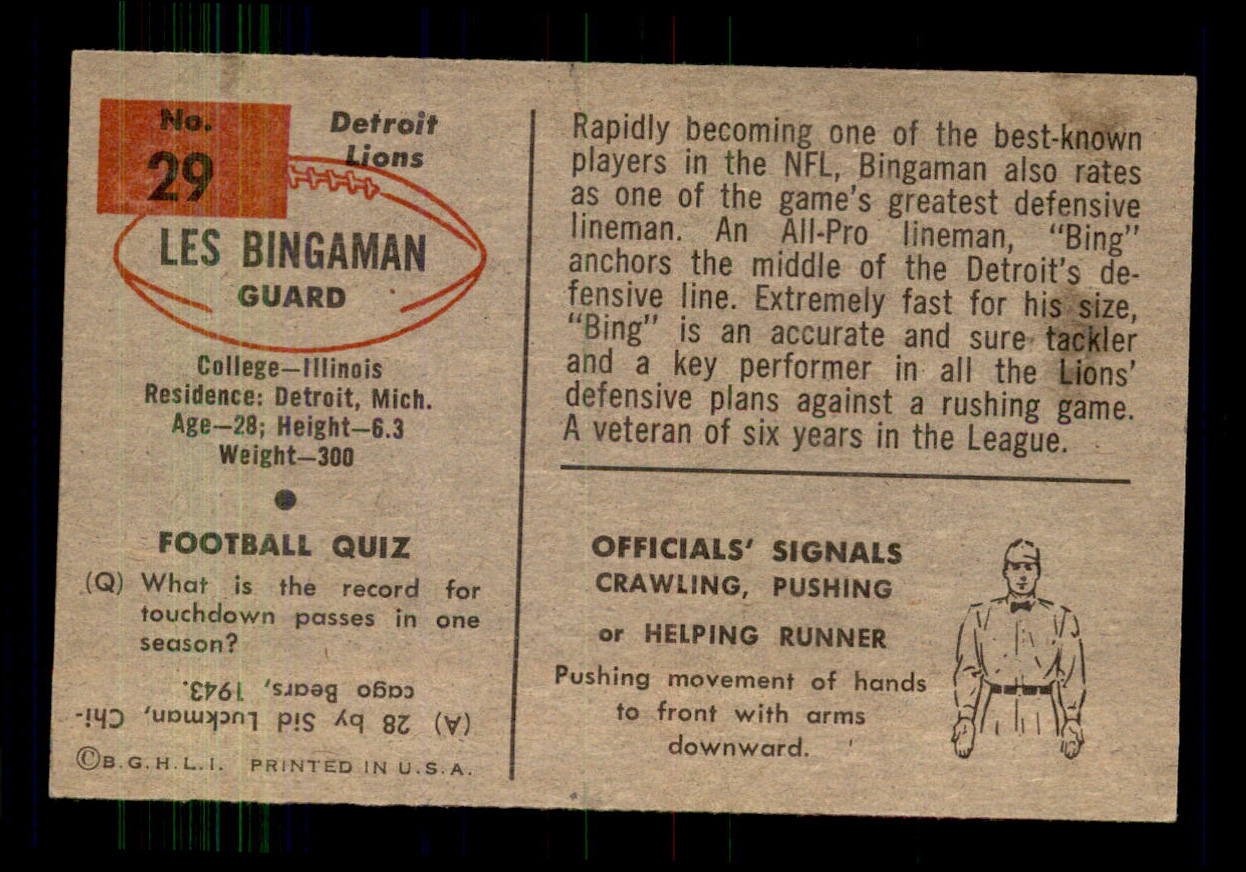 No.
29
Detroit
Lions
LES BINGAMAN
GUARD
College—Illinois
Residence: Detroit, Mich.
Age—28; Height—6.3
Weight—300
FOOTBALL QUIZ
(Q) What is the record for
touchdown passes in one
season?
(A) 28 by Sid Luckman, Chi-
cago Bears, 1943.
©B.G.H.L.I. PRINTED IN U.S.A.
Rapidly becoming one of the best-known
players in the NFL, Bingaman also rates
as one of the game's greatest defensive
lineman. An All-Pro lineman, "Bing"
anchors the middle of the Detroit's de-
fensive line. Extremely fast for his size,
"Bing" is an accurate and sure tackler
and a key performer in all the Lions'
defensive plans against a rushing game.
A veteran of six years in the League.
OFFICIALS' SIGNALS
CRAWLING, PUSHING
or HELPING RUNNER
Pushing movement of hands
to front with arms
downward.